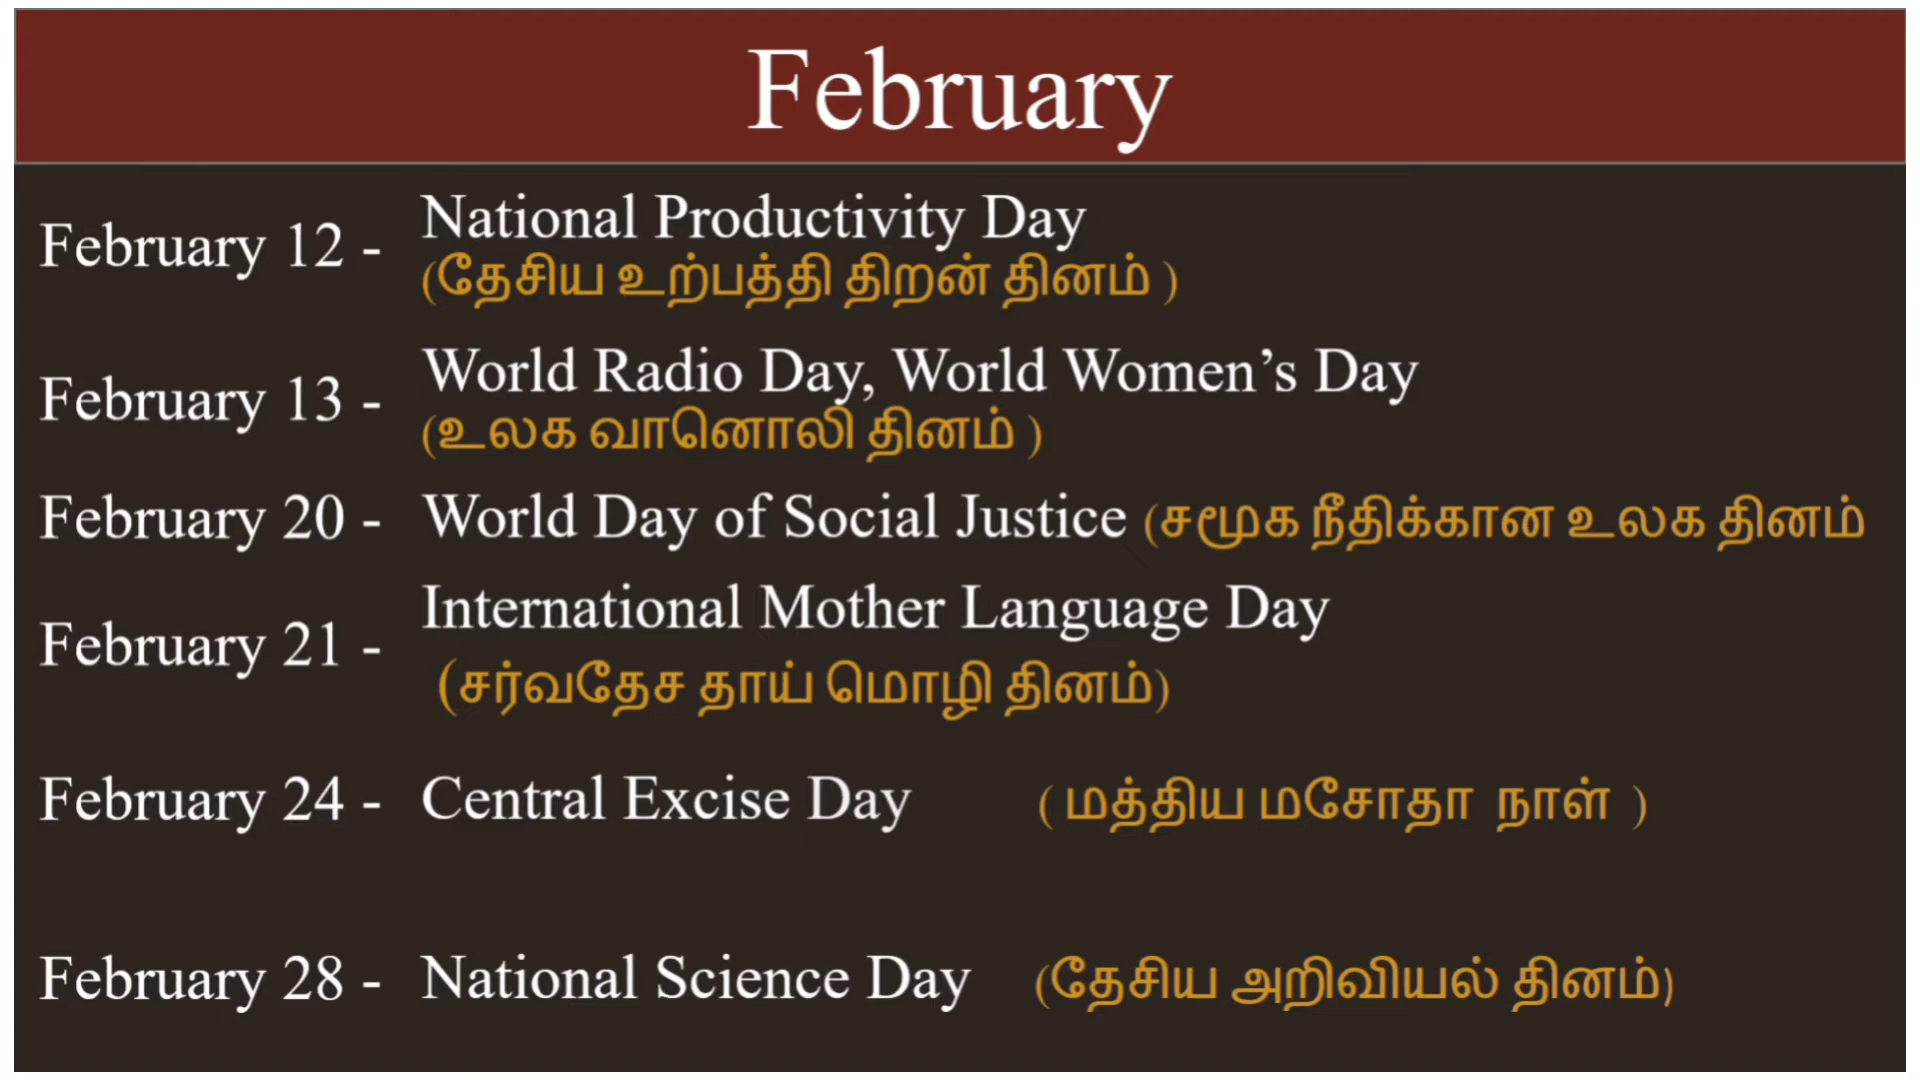 February
February 12 - National Productivity Day
(தேசிய உற்பத்தி திறன் தினம் )
February 13 - World Radio Day, World Women’s Day
(உலக வானொலி தினம் )
February 20 - World Day of Social Justice (சமூக நீதிக்கான உலக தினம்
February 21 - International Mother Language Day
(சர்வதேச தாய் மொழி தினம்)
February 24 - Central Excise Day ( மத்திய மசோதா நாள் )
February 28 - National Science Day (தேசிய அறிவியல் தினம்)